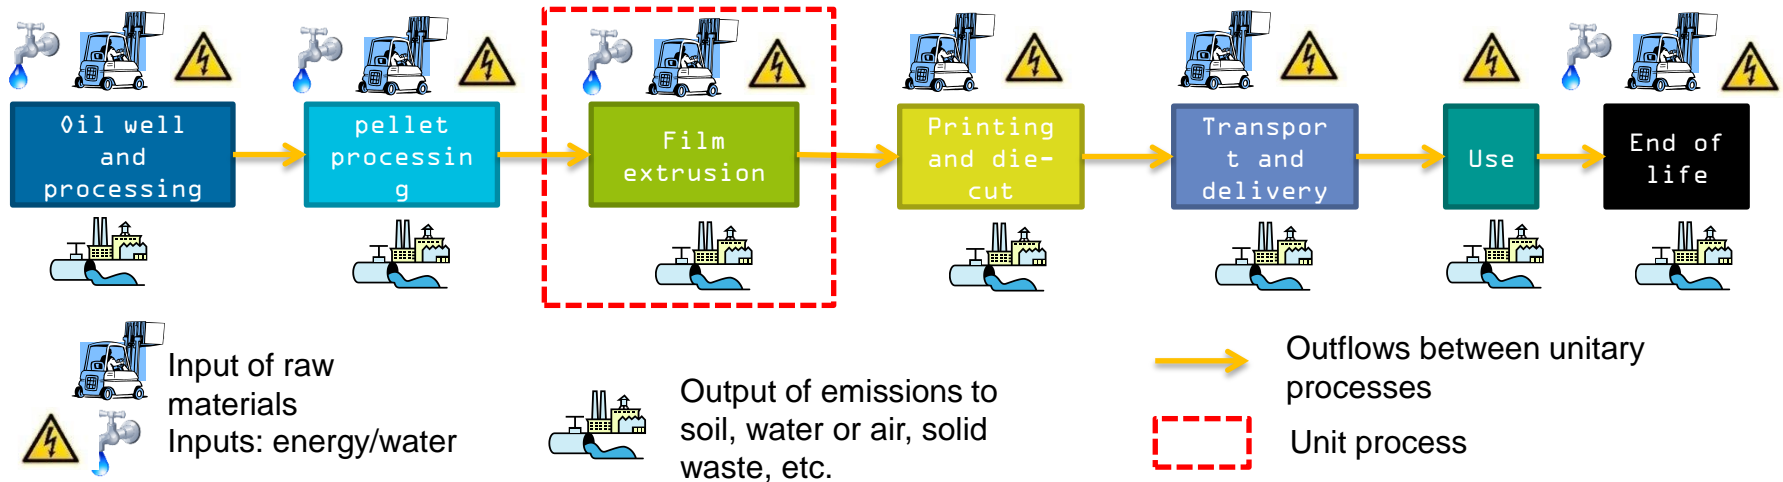 Oil well
and
processing
pellet
processin
g
Film
extrusion
Printing
and die-
cut
Transpor
t and
delivery
Use
End of
life
Input of raw
materials
Inputs: energy/water
Output of emissions to
soil, water or air, solid
waste, etc.
Outflows between unitary
processes
Unit process